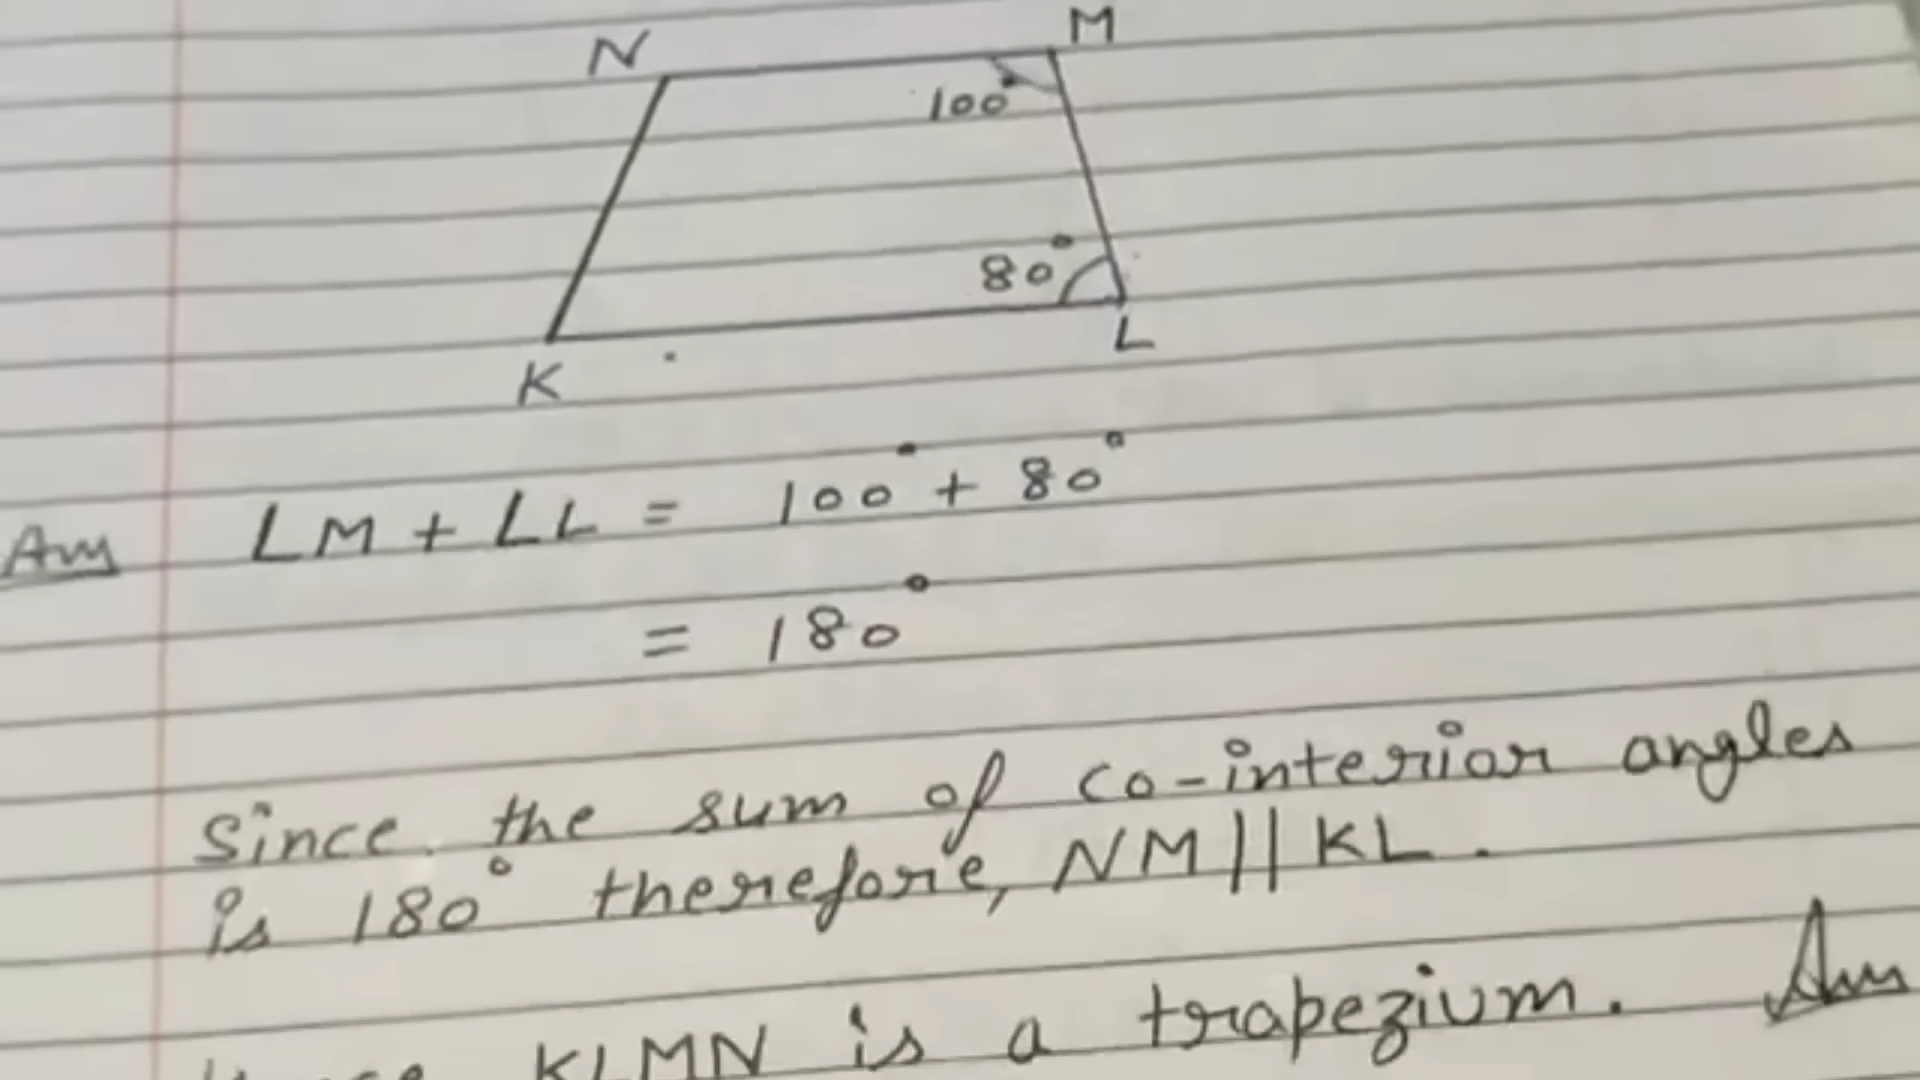 N M
100°
80°
K L
Ans ∠M + ∠L = 100° + 80°
= 180°
Since the sum of co-interior angles
is 180° therefore, NM || KL.
KLMN is a trapezium. Ans